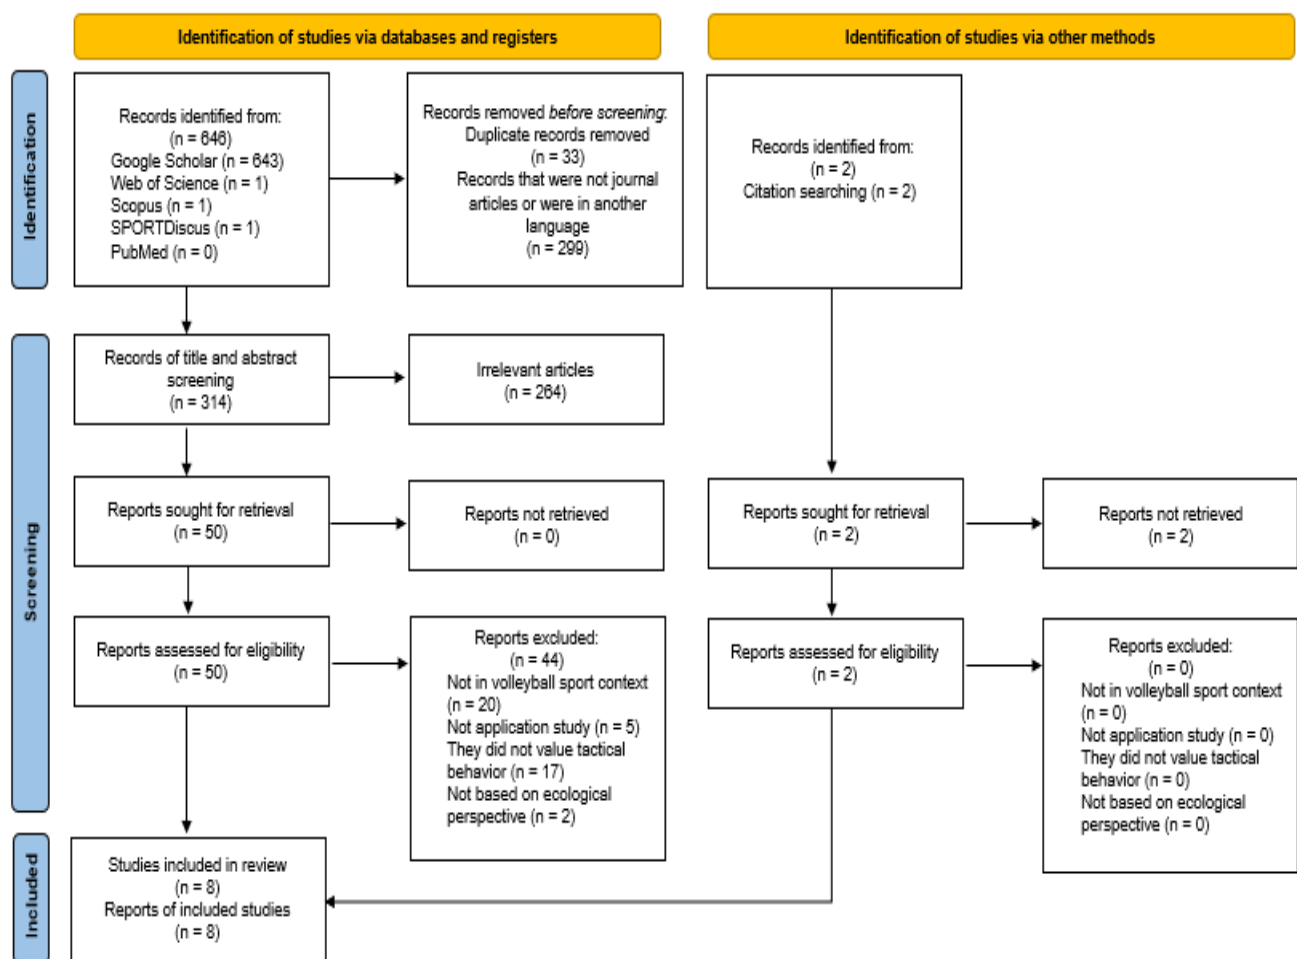 Identification of studies via databases and registers
Identification of studies via other methods
Identification
Records identified from:
(n = 646)
Google Scholar (n = 643)
Web of Science (n = 1)
Scopus (n = 1)
SPORTDiscus (n = 1)
PubMed (n = 0)
Records removed before screening:
Duplicate records removed
(n = 33)
Records that were not journal
articles or were in another
language
(n = 299)
Records identified from:
(n = 2)
Citation searching (n = 2)
Screening
Records of title and abstract
screening
(n = 314)
Irrelevant articles
(n = 264)
Reports sought for retrieval
(n = 50)
Reports not retrieved
(n = 0)
Reports sought for retrieval
(n = 2)
Reports not retrieved
(n = 2)
Reports assessed for eligibility
(n = 50)
Reports excluded:
(n = 44)
Not in volleyball sport context
(n = 20)
Not application study (n = 5)
They did not value tactical
behavior (n = 17)
Not based on ecological
perspective (n = 2)
Reports assessed for eligibility
(n = 2)
Reports excluded:
(n = 0)
Not in volleyball sport context
(n = 0)
Not application study (n = 0)
They did not value tactical
behavior (n = 0)
Not based on ecological
perspective (n = 0)
Included
Studies included in review
(n = 8)
Reports of included studies
(n = 8)